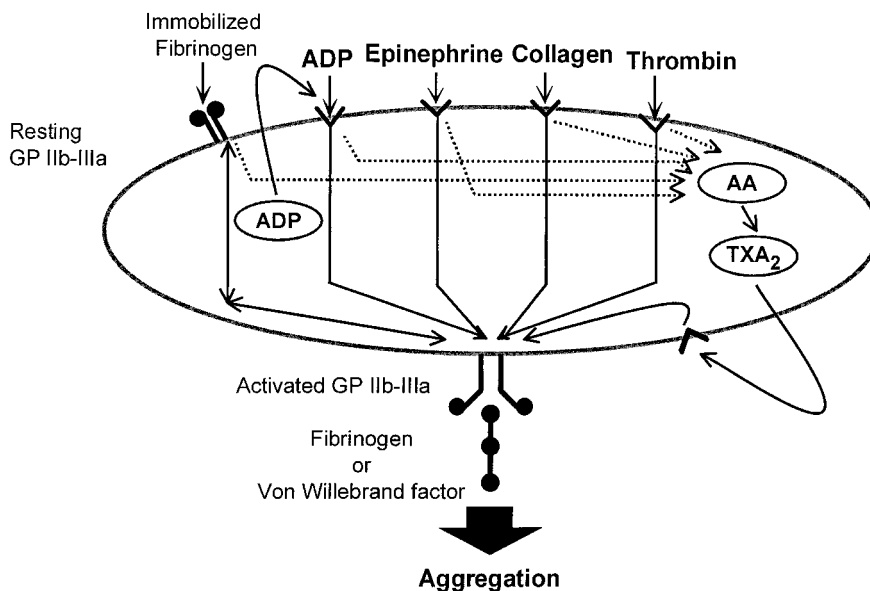 Immobilized
Fibrinogen
ADP
Epinephrine
Collagen
Thrombin
Resting
GP IIb-IIIa
AA
ADP
TXA2
Activated GP IIb-IIIa
Fibrinogen
or
Von Willebrand factor
Aggregation